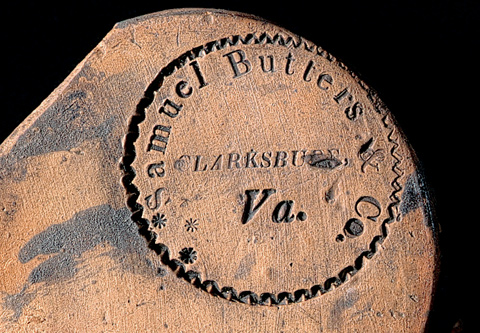 Samuel Butters & Co.
CLARKSBURG,
Va.